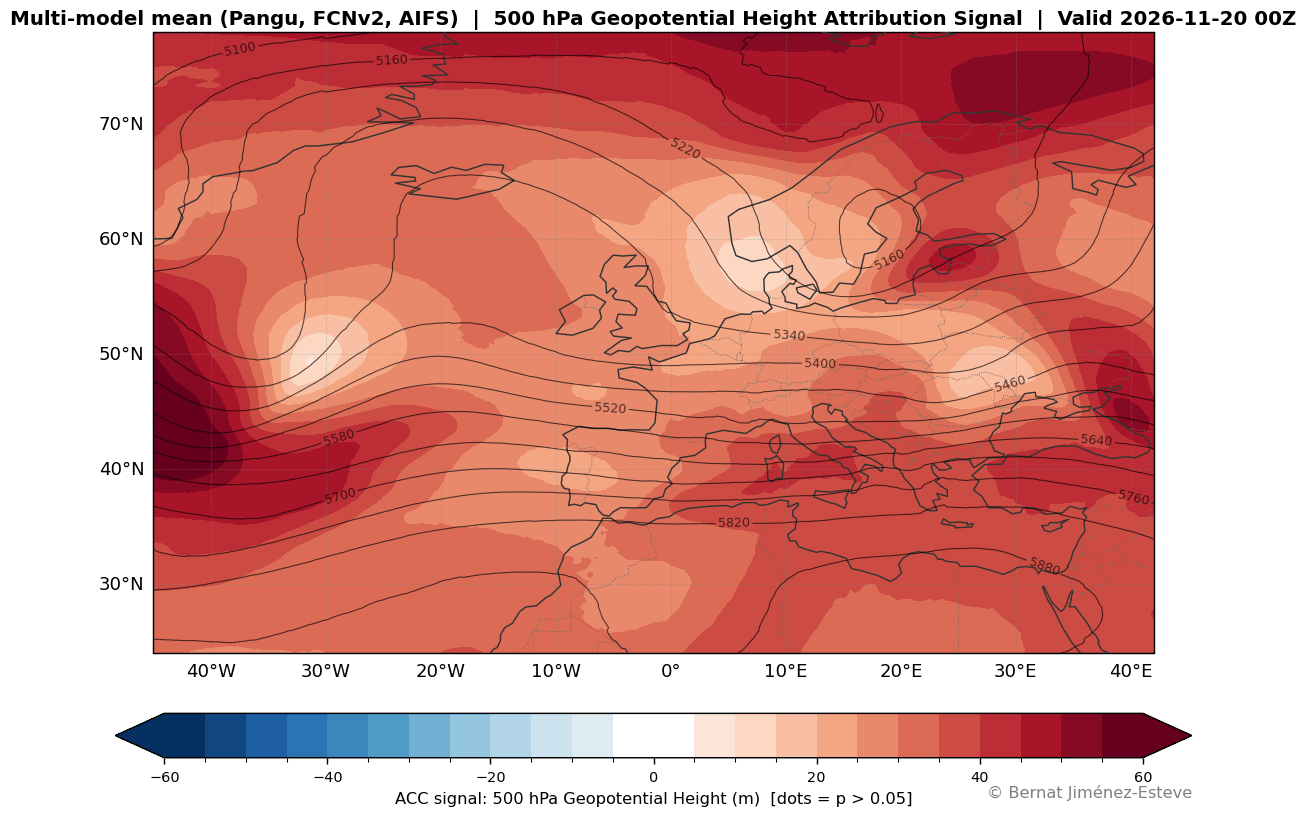 Multi-model mean (Pangu, FCNv2, AIFS)  |  500 hPa Geopotential Height Attribution Signal  |  Valid 2026-11-20 00Z
5100
5160
5220
5160
5340
5400
5460
5520
5580
5640
5700
5760
5820
5880
70°N
60°N
50°N
40°N
30°N
40°W 30°W 20°W 10°W 0° 10°E 20°E 30°E 40°E
−60 −40 −20 0 20 40 60
ACC signal: 500 hPa Geopotential Height (m)  [dots = p > 0.05]
© Bernat Jiménez-Esteve